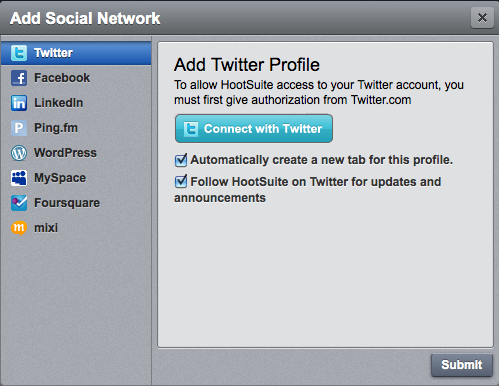 Add Social Network
Twitter
Facebook
LinkedIn
Ping.fm
WordPress
MySpace
Foursquare
mixi
Add Twitter Profile
To allow HootSuite access to your Twitter account, you
must first give authorization from Twitter.com
Connect with Twitter
Automatically create a new tab for this profile.
Follow HootSuite on Twitter for updates and
announcements
Submit